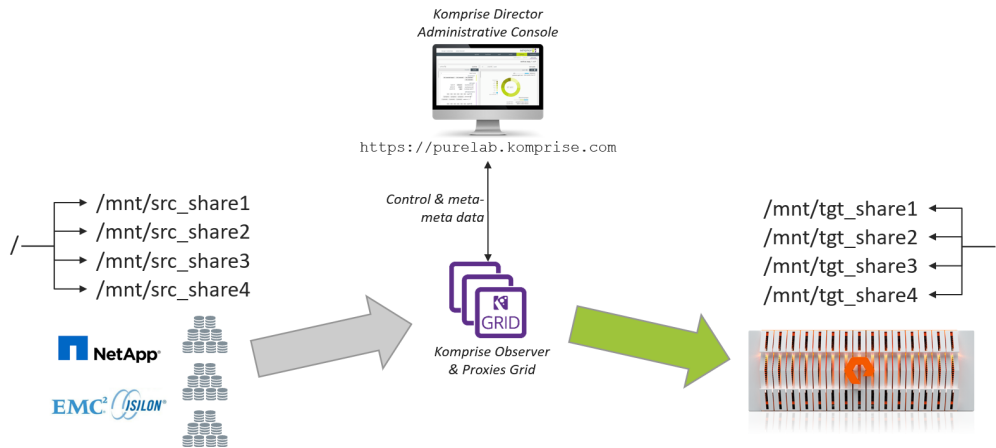 Komprise Director
Administrative Console
https://purelab.komprise.com
Control & meta-
meta data
/
/mnt/src_share1
/mnt/src_share2
/mnt/src_share3
/mnt/src_share4
/mnt/tgt_share1
/mnt/tgt_share2
/mnt/tgt_share3
/mnt/tgt_share4
GRID
Komprise Observer
& Proxies Grid
NetApp®
EMC² ISILON®